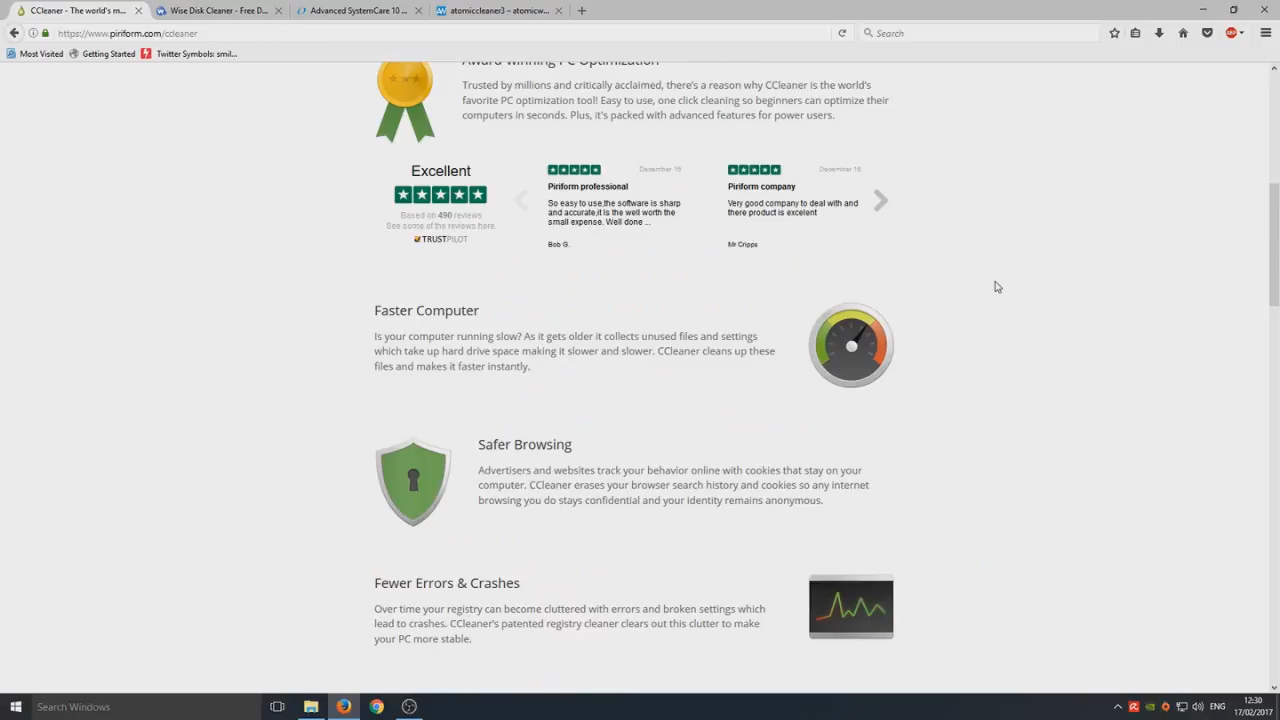 CCleaner - The world's m...
Wise Disk Cleaner - Free D...
Advanced SystemCare 10 ...
atomiccleaner3 – atomicw...
https://www.piriform.com/ccleaner
Search
Most Visited
Getting Started
Twitter Symbols: smil...
Award-winning PC Optimization
Trusted by millions and critically acclaimed, there's a reason why CCleaner is the world's
favorite PC optimization tool! Easy to use, one click cleaning so beginners can optimize their
computers in seconds. Plus, it's packed with advanced features for power users.
Excellent
Based on 490 reviews.
See some of the reviews here.
TRUSTPILOT
December 16
Piriform professional
So easy to use,the software is sharp
and accurate,it is the well worth the
small expense. Well done ...
Bob G.
December 16
Piriform company
Very good company to deal with and
there product is excelent
Mr Cripps
Faster Computer
Is your computer running slow? As it gets older it collects unused files and settings
which take up hard drive space making it slower and slower. CCleaner cleans up these
files and makes it faster instantly.
Safer Browsing
Advertisers and websites track your behavior online with cookies that stay on your
computer. CCleaner erases your browser search history and cookies so any internet
browsing you do stays confidential and your identity remains anonymous.
Fewer Errors & Crashes
Over time your registry can become cluttered with errors and broken settings which
lead to crashes. CCleaner's patented registry cleaner clears out this clutter to make
your PC more stable.
Search Windows
12:30
17/02/2017